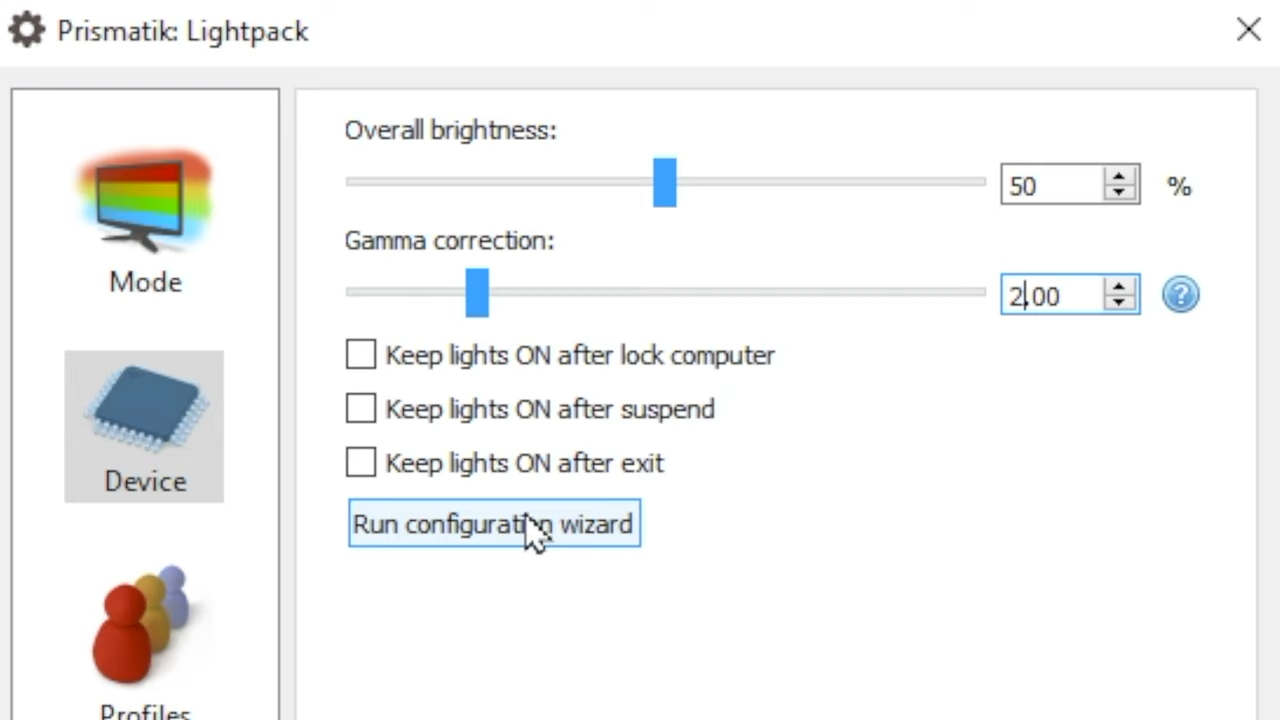 Prismatik: Lightpack
Mode
Device
Profiles
Overall brightness:
50 %
Gamma correction:
2.00 ?
Keep lights ON after lock computer
Keep lights ON after suspend
Keep lights ON after exit
Run configuration wizard